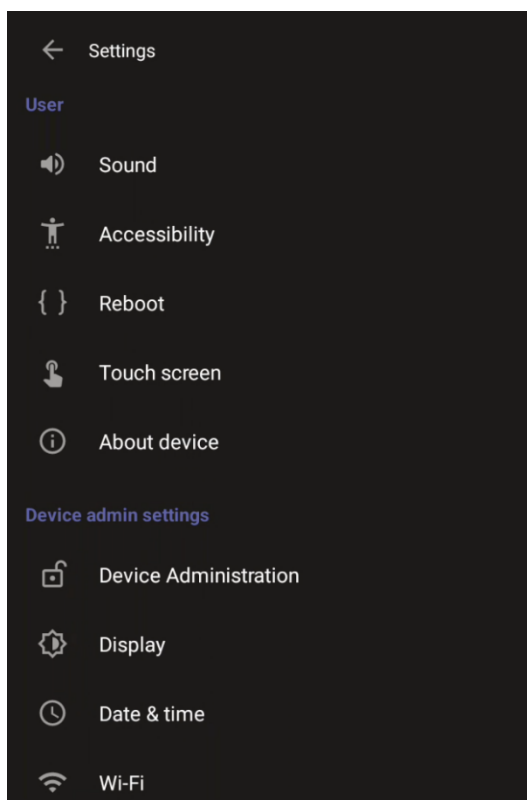 Settings
User
Sound
Accessibility
Reboot
Touch screen
About device
Device admin settings
Device Administration
Display
Date & time
Wi-Fi